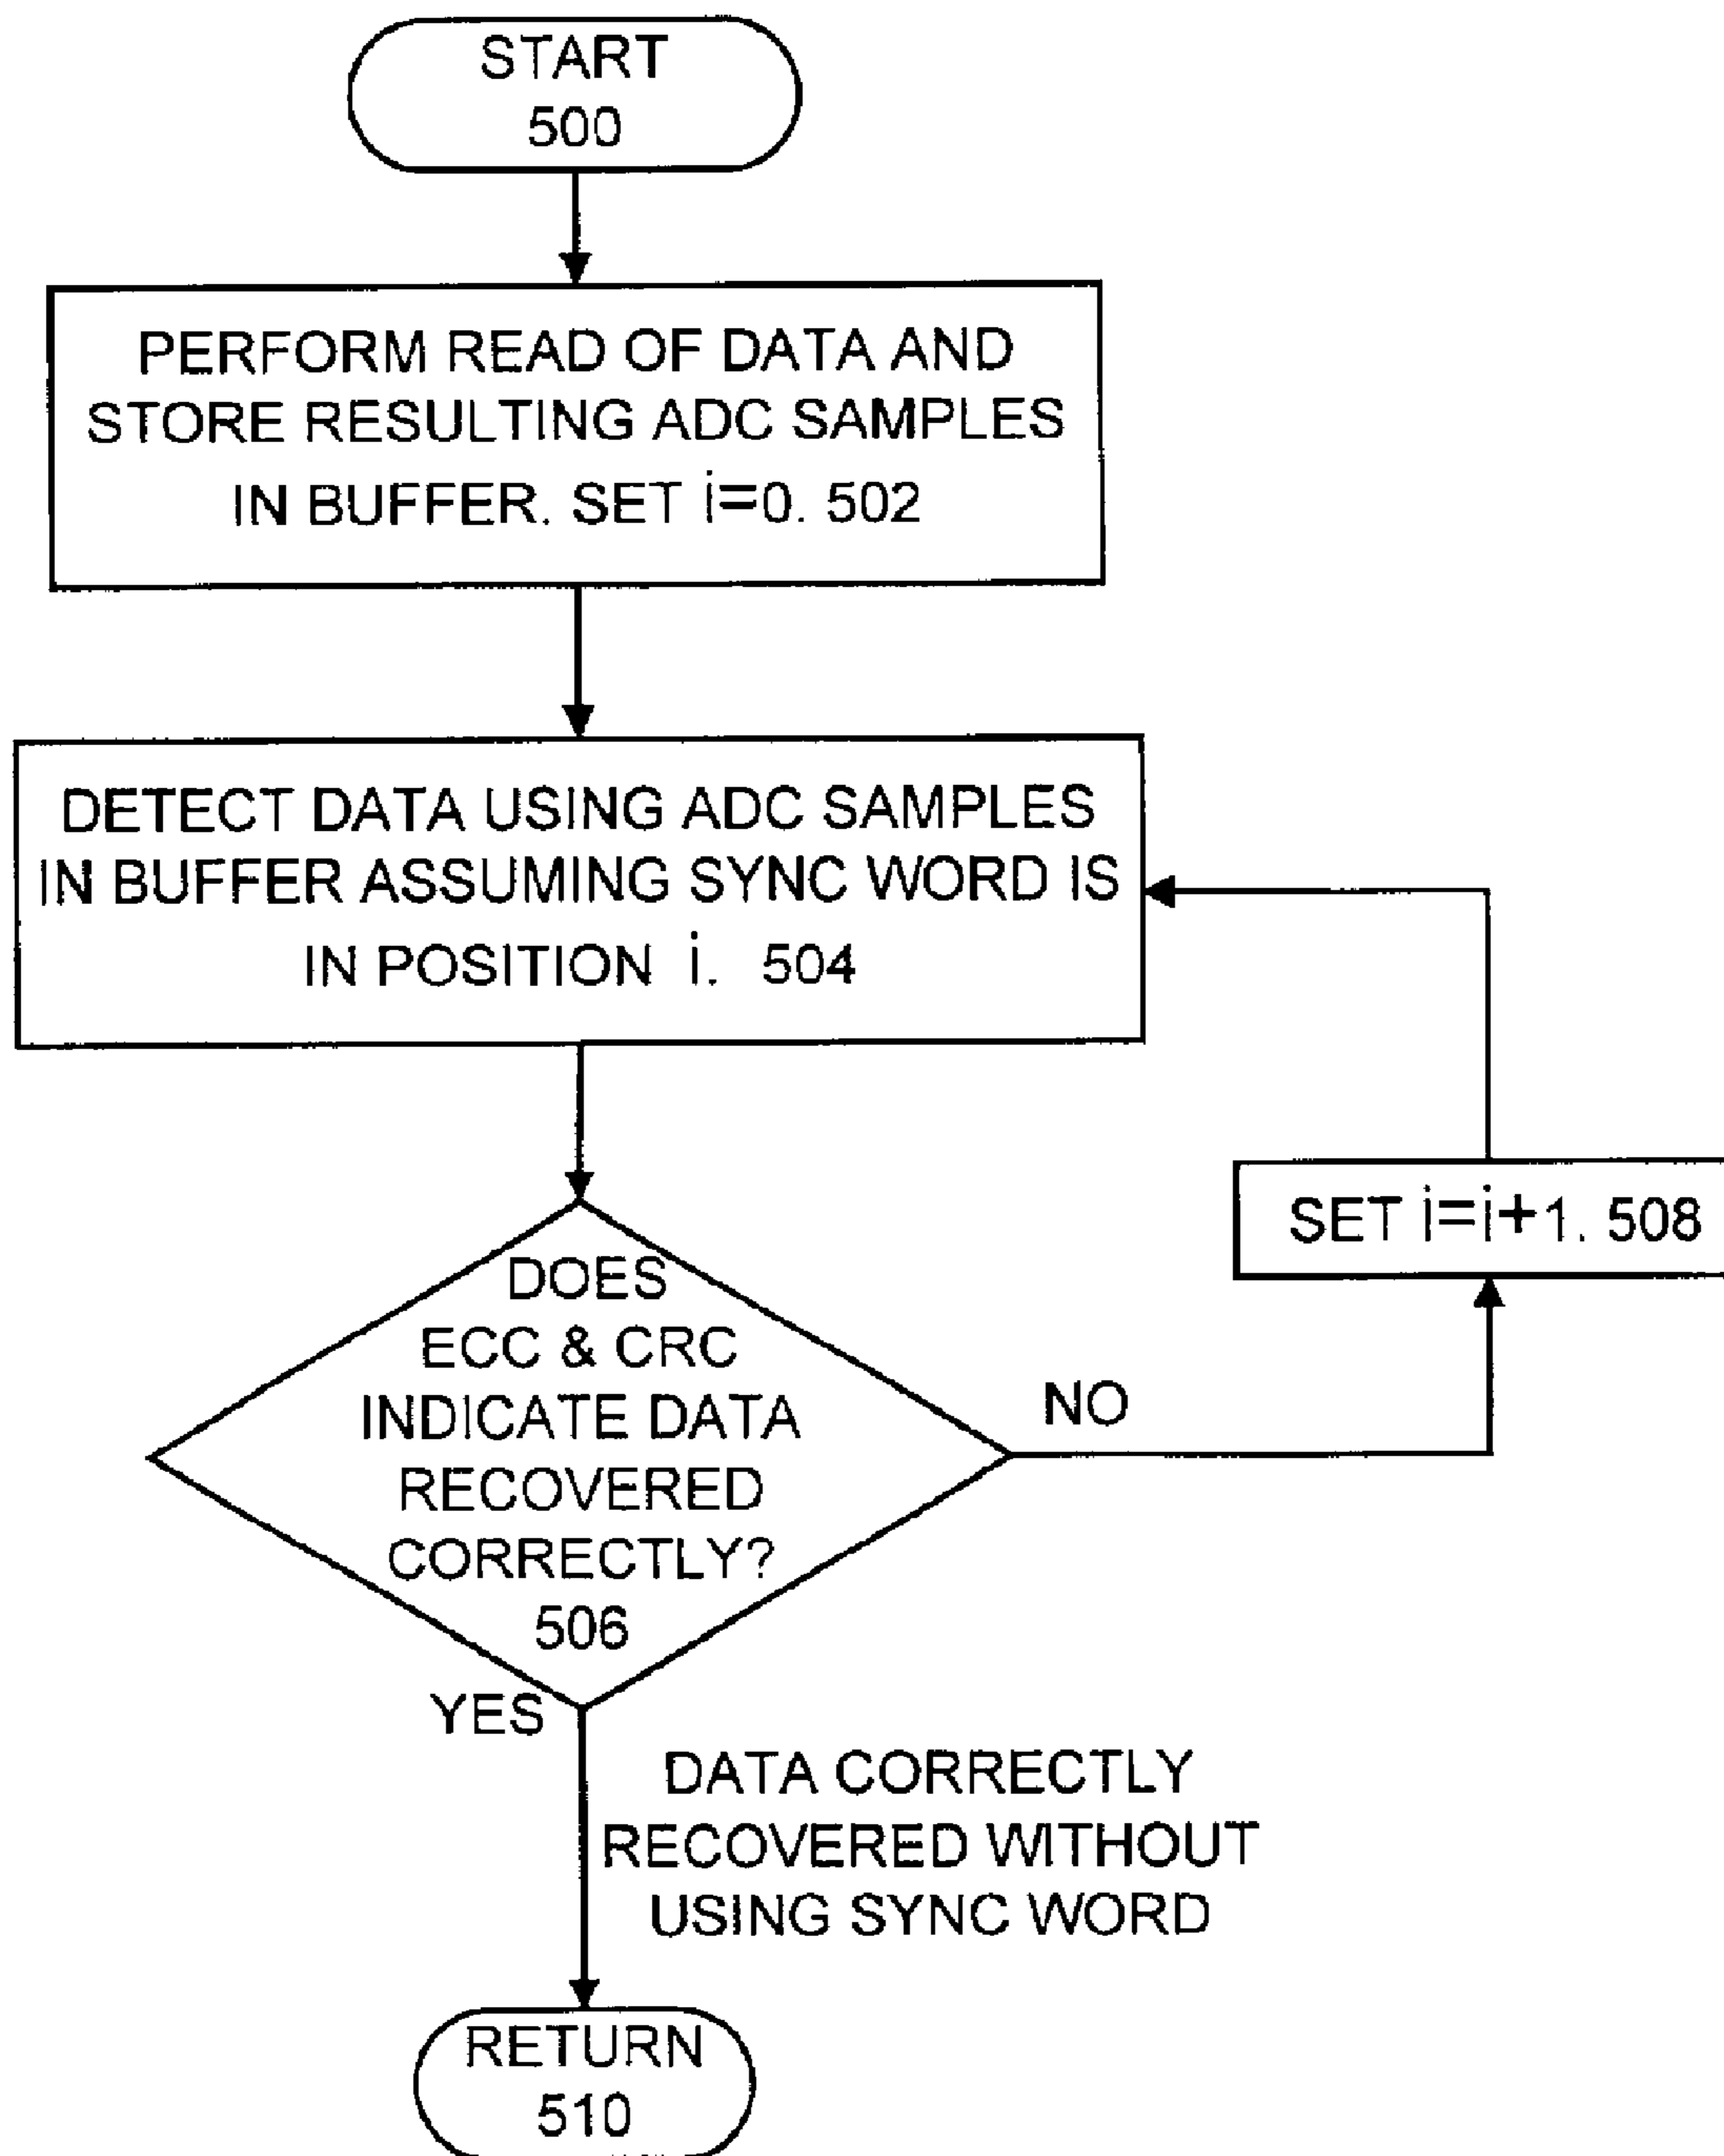 START
500
PERFORM READ OF DATA AND
STORE RESULTING ADC SAMPLES
IN BUFFER. SET i=0. 502
DETECT DATA USING ADC SAMPLES
IN BUFFER ASSUMING SYNC WORD IS
IN POSITION i. 504
SET i=i+1. 508
DOES
ECC & CRC
INDICATE DATA
RECOVERED
CORRECTLY?
506
NO
YES
DATA CORRECTLY
RECOVERED WITHOUT
USING SYNC WORD
RETURN
510